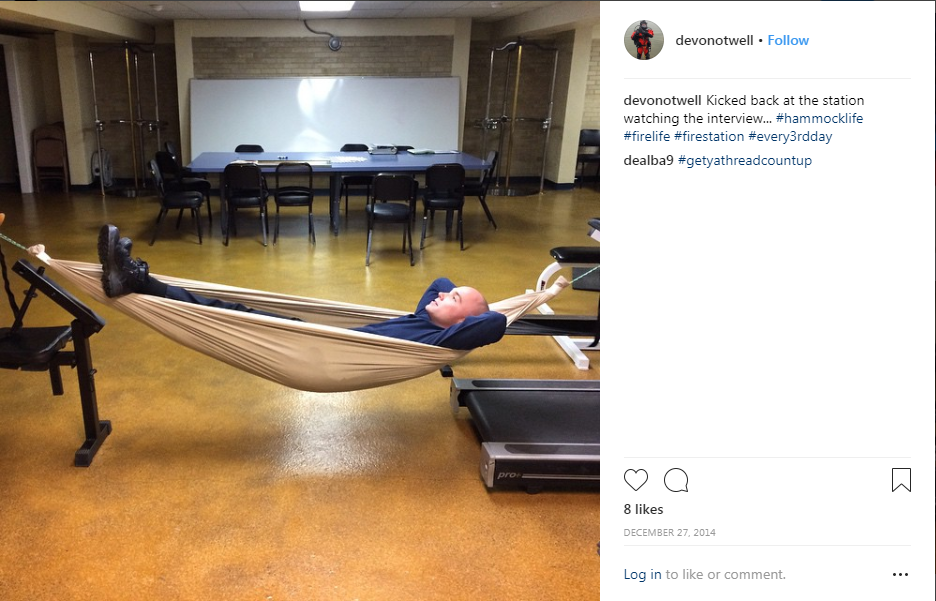 devonotwell • Follow
devonotwell Kicked back at the station
watching the interview... #hammocklife
#firelife #firestation #every3rdday
dealba9 #getyathreadcountup
8 likes
DECEMBER 27, 2014
Log in to like or comment.
pro+